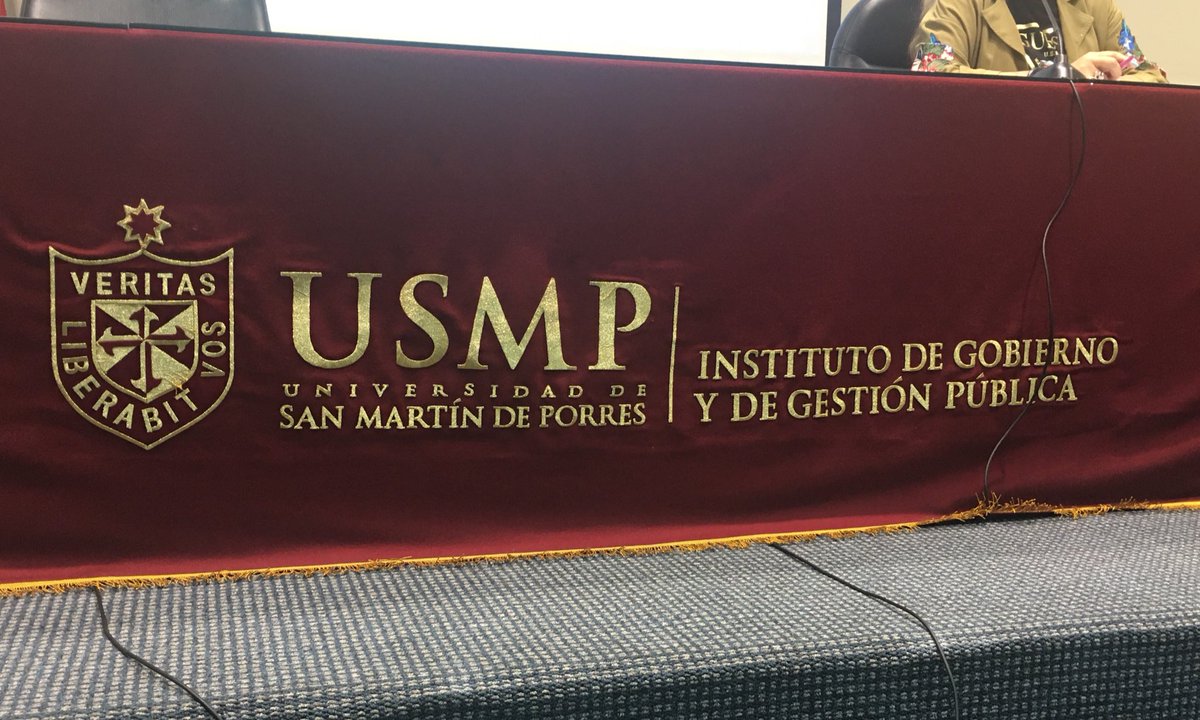 VERITAS
LIBERABIT
VOS
USMP
UNIVERSIDAD DE
SAN MARTÍN DE PORRES
INSTITUTO DE GOBIERNO
Y DE GESTIÓN PÚBLICA